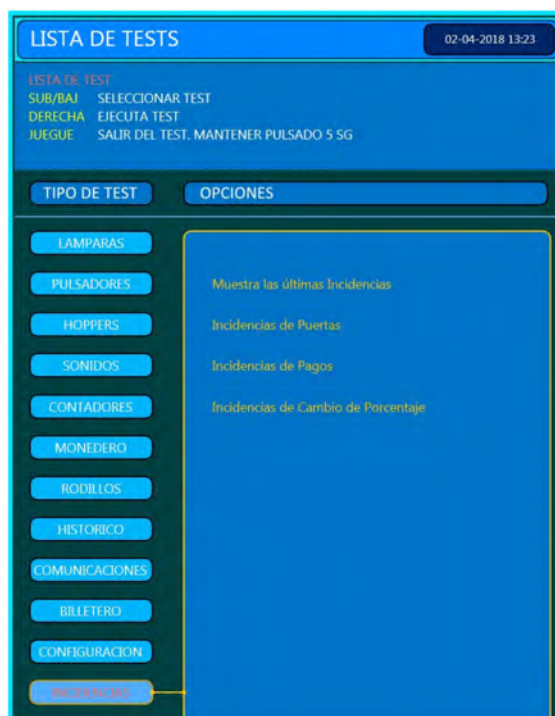 LISTA DE TESTS
02-04-2018 13:23
LISTA DE TEST
SUB/BAJ SELECCIONAR TEST
DERECHA EJECUTA TEST
JUEGUE SALIR DEL TEST. MANTENER PULSADO 5 SG
TIPO DE TEST OPCIONES
LAMPARAS
PULSADORES Muestra las últimas Incidencias
HOPPERS Incidencias de Puertas
SONIDOS Incidencias de Pagos
CONTADORES Incidencias de Cambio de Porcentaje
MONEDERO
RODILLOS
HISTORICO
COMUNICACIONES
BILLETERO
CONFIGURACION
INCIDENCIAS